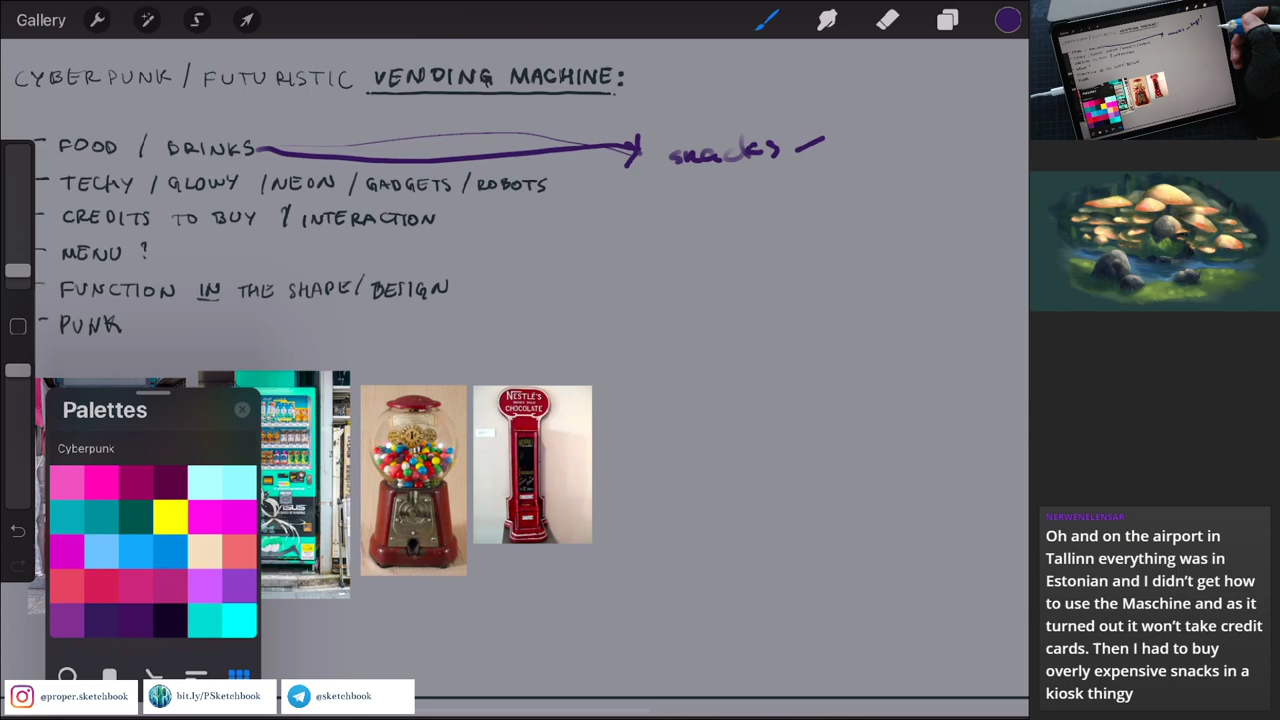 Gallery
CYBERPUNK / FUTURISTIC VENDING MACHINE:
- FOOD / DRINKS → snacks
- TECHY / GLOWY / NEON / GADGETS / ROBOTS
- CREDITS TO BUY / INTERACTION
- MENU ?
- FUNCTION IN THE SHAPE / DESIGN
- PUNK
Palettes
Cyberpunk
NESTLÉ'S
CHOCOLATE
@proper.sketchbook
bit.ly/PSketchbook
@sketchbook
NERWENELENSAR
Oh and on the airport in
Tallinn everything was in
Estonian and I didn't get how
to use the Maschine and as it
turned out it won't take credit
cards. Then I had to buy
overly expensive snacks in a
kiosk thingy